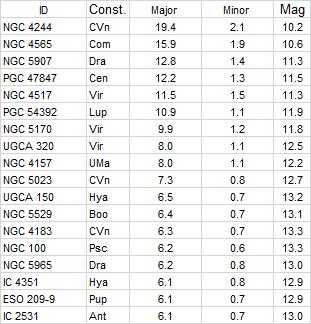 ID Const. Major Minor Mag
NGC 4244 CVn 19.4 2.1 10.2
NGC 4565 Com 15.9 1.9 10.6
NGC 5907 Dra 12.8 1.4 11.3
PGC 47847 Cen 12.2 1.3 11.5
NGC 4517 Vir 11.5 1.5 11.3
PGC 54392 Lup 10.9 1.1 11.9
NGC 5170 Vir 9.9 1.2 11.8
UGCA 320 Vir 8.0 1.1 12.5
NGC 4157 UMa 8.0 1.1 12.2
NGC 5023 CVn 7.3 0.8 12.7
UGCA 150 Hya 6.5 0.7 13.2
NGC 5529 Boo 6.4 0.7 13.1
NGC 4183 CVn 6.3 0.7 13.3
NGC 100 Psc 6.2 0.6 13.3
NGC 5965 Dra 6.2 0.8 13.0
IC 4351 Hya 6.1 0.8 12.9
ESO 209-9 Pup 6.1 0.7 12.9
IC 2531 Ant 6.1 0.7 13.0